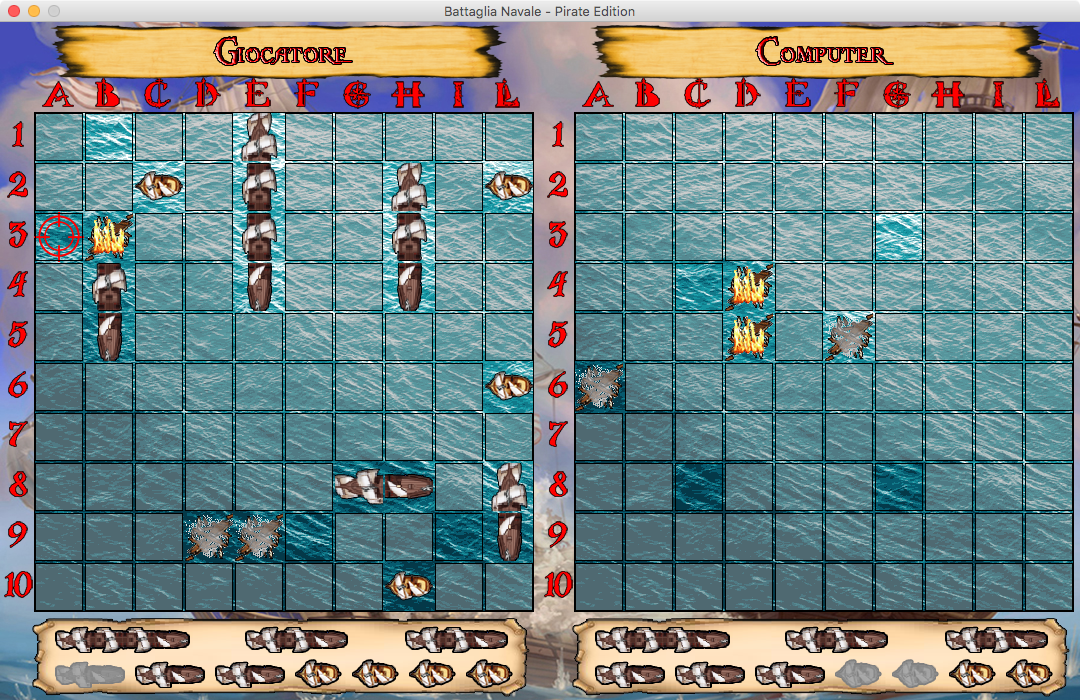 Battaglia Navale - Pirate Edition
Giocatore
Computer
A B C D E F G H I L
A B C D E F G H I L
1 1
2 2
3 3
4 4
5 5
6 6
7 7
8 8
9 9
10 10